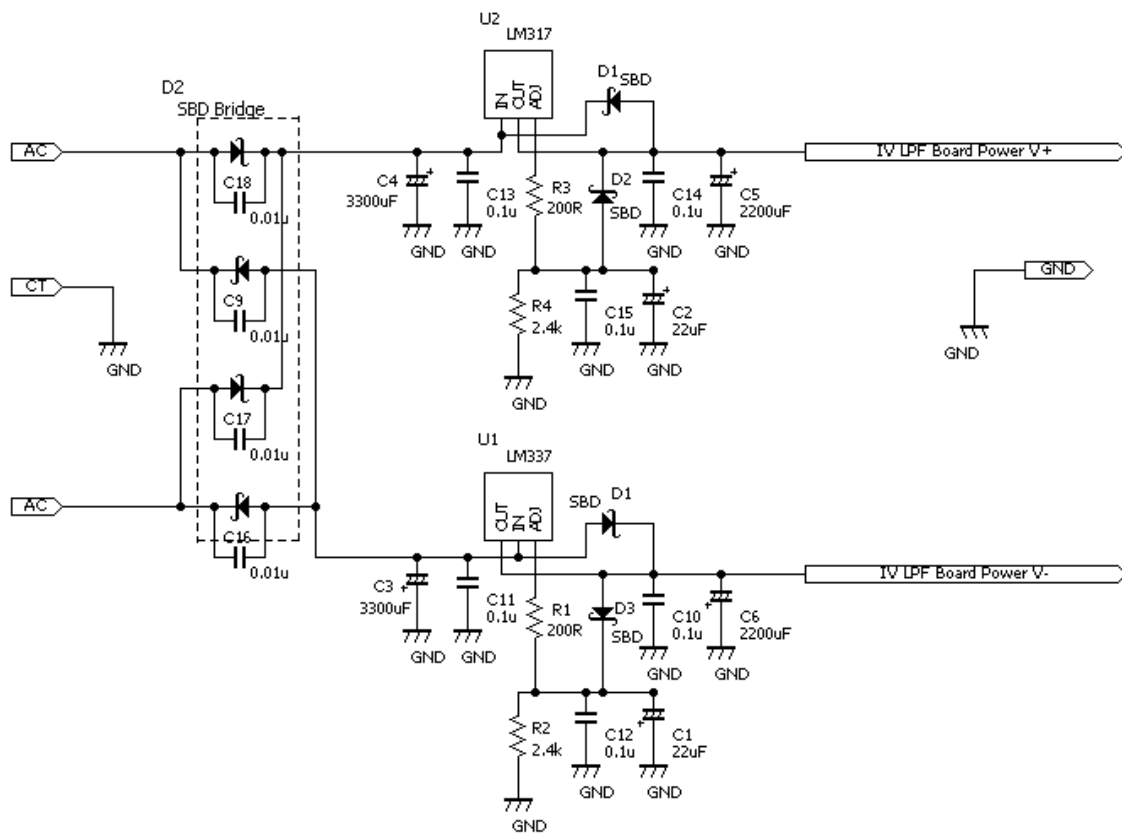 U2
LM317
IN
OUT
ADJ
D1
SBD
D2
SBD Bridge
AC
C18
0.01u
C4
3300uF
GND
C13
0.1u
GND
R3
200R
D2
SBD
C14
0.1u
GND
C5
2200uF
GND
IV LPF Board Power V+
CT
GND
C9
0.01u
R4
2.4k
GND
C15
0.1u
GND
C2
22uF
GND
GND
GND
C17
0.01u
U1
LM337
OUT
IN
ADJ
SBD
D1
AC
C16
0.01u
C3
3300uF
GND
C11
0.1u
GND
R1
200R
D3
SBD
C10
0.1u
GND
C6
2200uF
GND
IV LPF Board Power V-
R2
2.4k
GND
C12
0.1u
GND
C1
22uF
GND